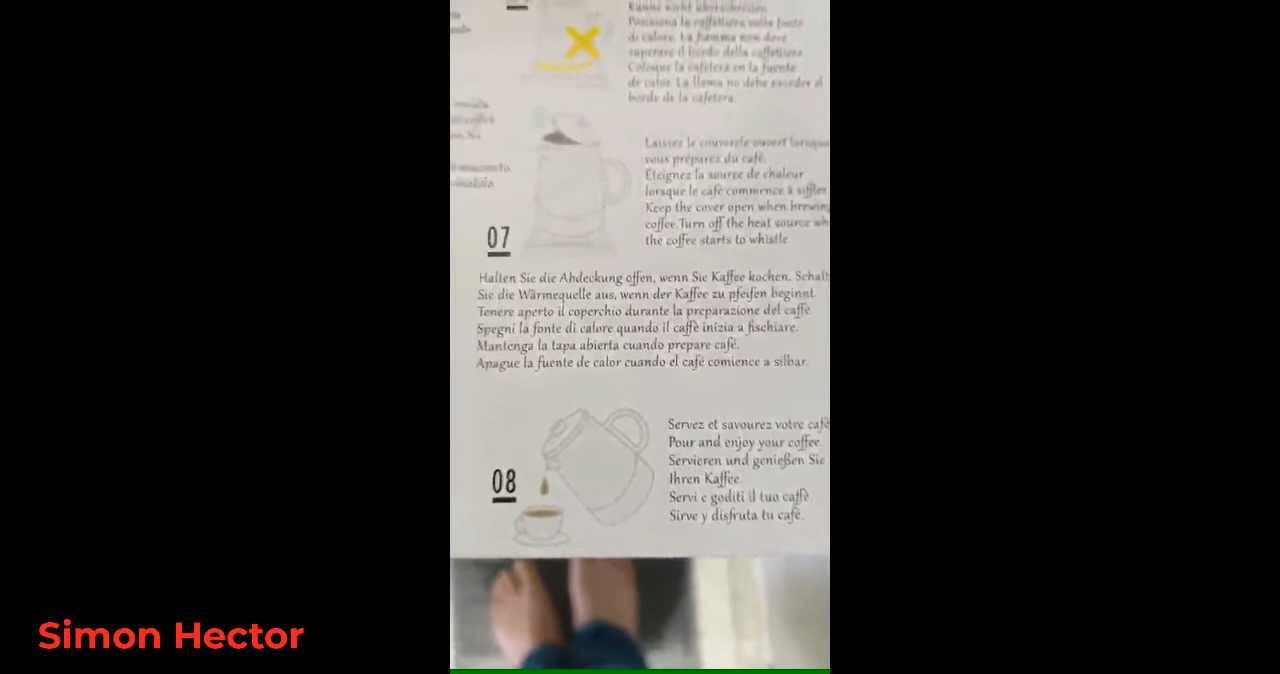 Kanne nicht überschreiten
Posiziona la caffettiera sulla fonte
di calore. La fiamma non deve
superare il bordo della caffettiera
Coloque la cafetera en la fuente
de calor. La llama no debe exceder el
borde de la cafetera.
Laissez le couvercle ouvert lorsque
vous préparez du café.
Éteignez la source de chaleur
lorsque le café commence à siffler
Keep the cover open when brewing
coffee. Turn off the heat source wh
the coffee starts to whistle
07
Halten Sie die Abdeckung offen, wenn Sie Kaffee kochen. Schalt
Sie die Wärmequelle aus, wenn der Kaffee zu pfeifen beginnt.
Tenere aperto il coperchio durante la preparazione del caffè.
Spegni la fonte di calore quando il caffè inizia a fischiare.
Mantenga la tapa abierta cuando prepare café.
Apague la fuente de calor cuando el café comience a silbar.
Servez et savourez votre café
Pour and enjoy your coffee.
Servieren und genießen Sie
Ihren Kaffee.
Servi e goditi il tuo caffè.
Sirve y disfruta tu café.
08
Simon Hector